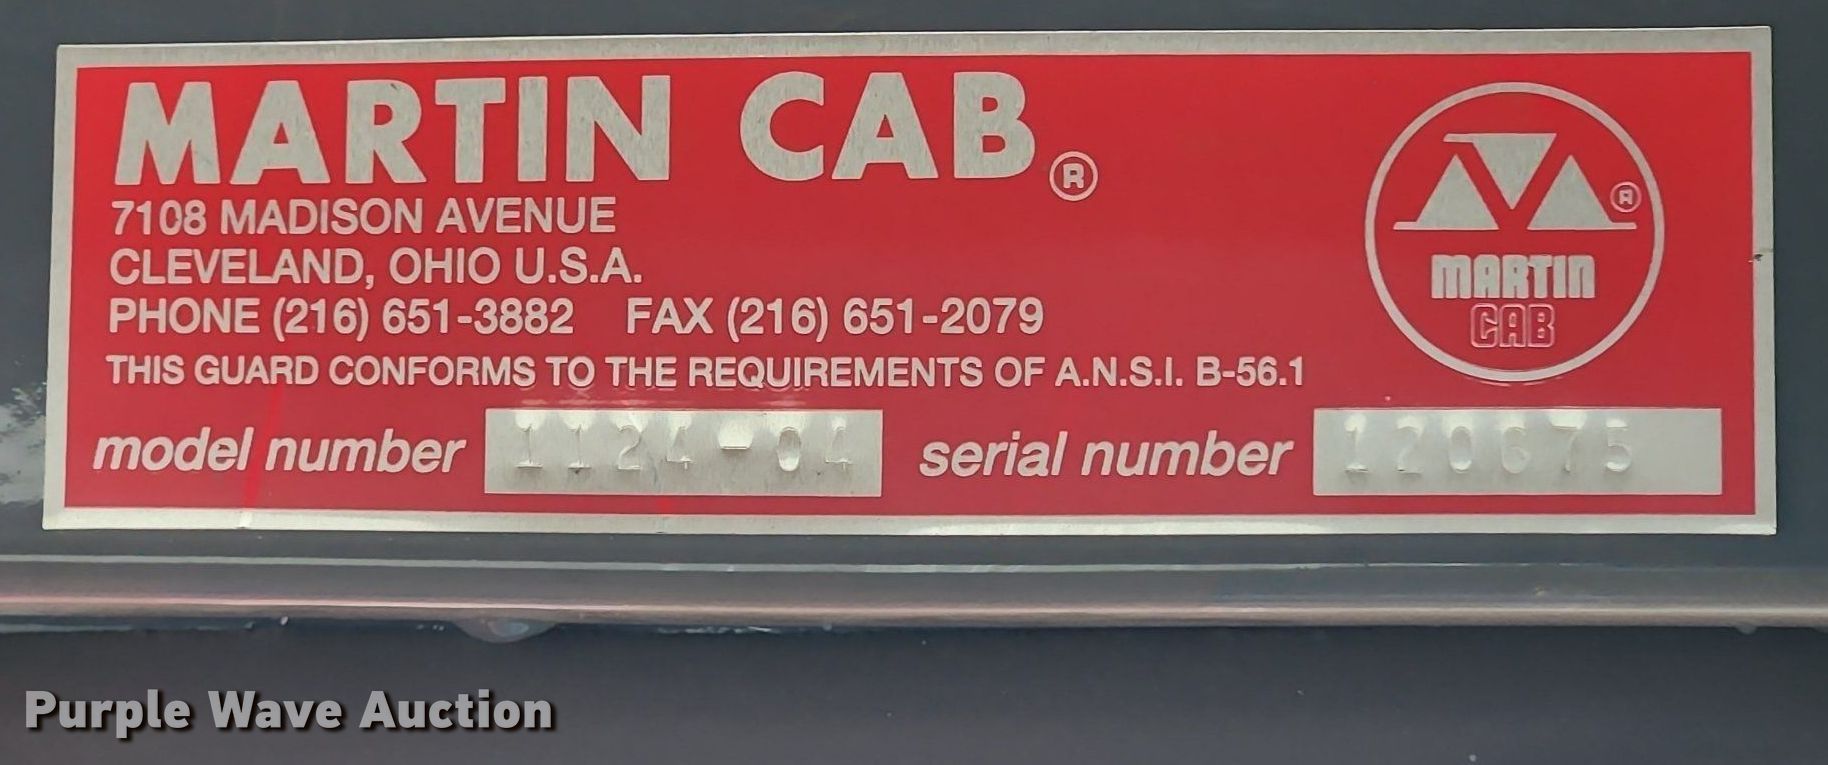 MARTIN CAB®
7108 MADISON AVENUE
CLEVELAND, OHIO U.S.A.
PHONE (216) 651-3882 FAX (216) 651-2079
THIS GUARD CONFORMS TO THE REQUIREMENTS OF A.N.S.I. B-56.1
model number 1124-04 serial number 120675
®
MARTIN
CAB
Purple Wave Auction